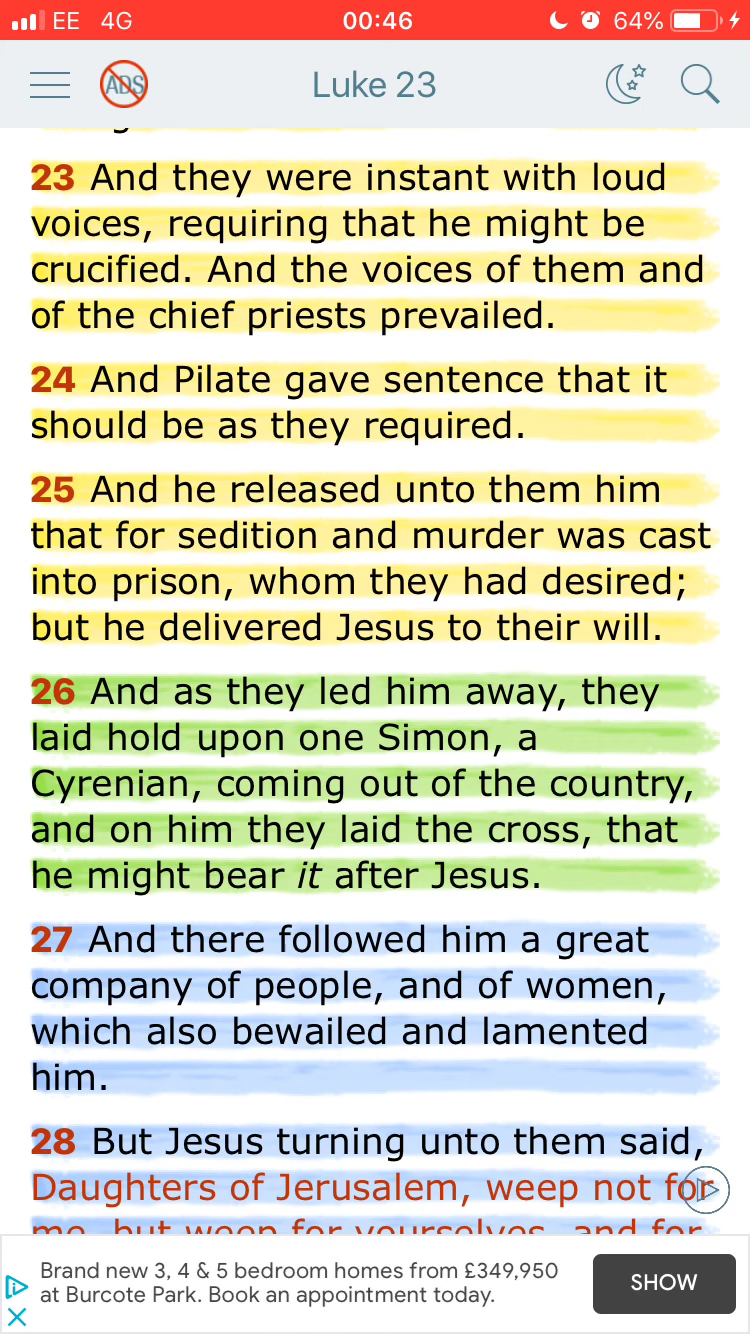 EE 4G 00:46 64%
ADS Luke 23
23 And they were instant with loud
voices, requiring that he might be
crucified. And the voices of them and
of the chief priests prevailed.
24 And Pilate gave sentence that it
should be as they required.
25 And he released unto them him
that for sedition and murder was cast
into prison, whom they had desired;
but he delivered Jesus to their will.
26 And as they led him away, they
laid hold upon one Simon, a
Cyrenian, coming out of the country,
and on him they laid the cross, that
he might bear it after Jesus.
27 And there followed him a great
company of people, and of women,
which also bewailed and lamented
him.
28 But Jesus turning unto them said,
Daughters of Jerusalem, weep not for
me, but weep for yourselves, and for
Brand new 3, 4 & 5 bedroom homes from £349,950
at Burcote Park. Book an appointment today.
SHOW